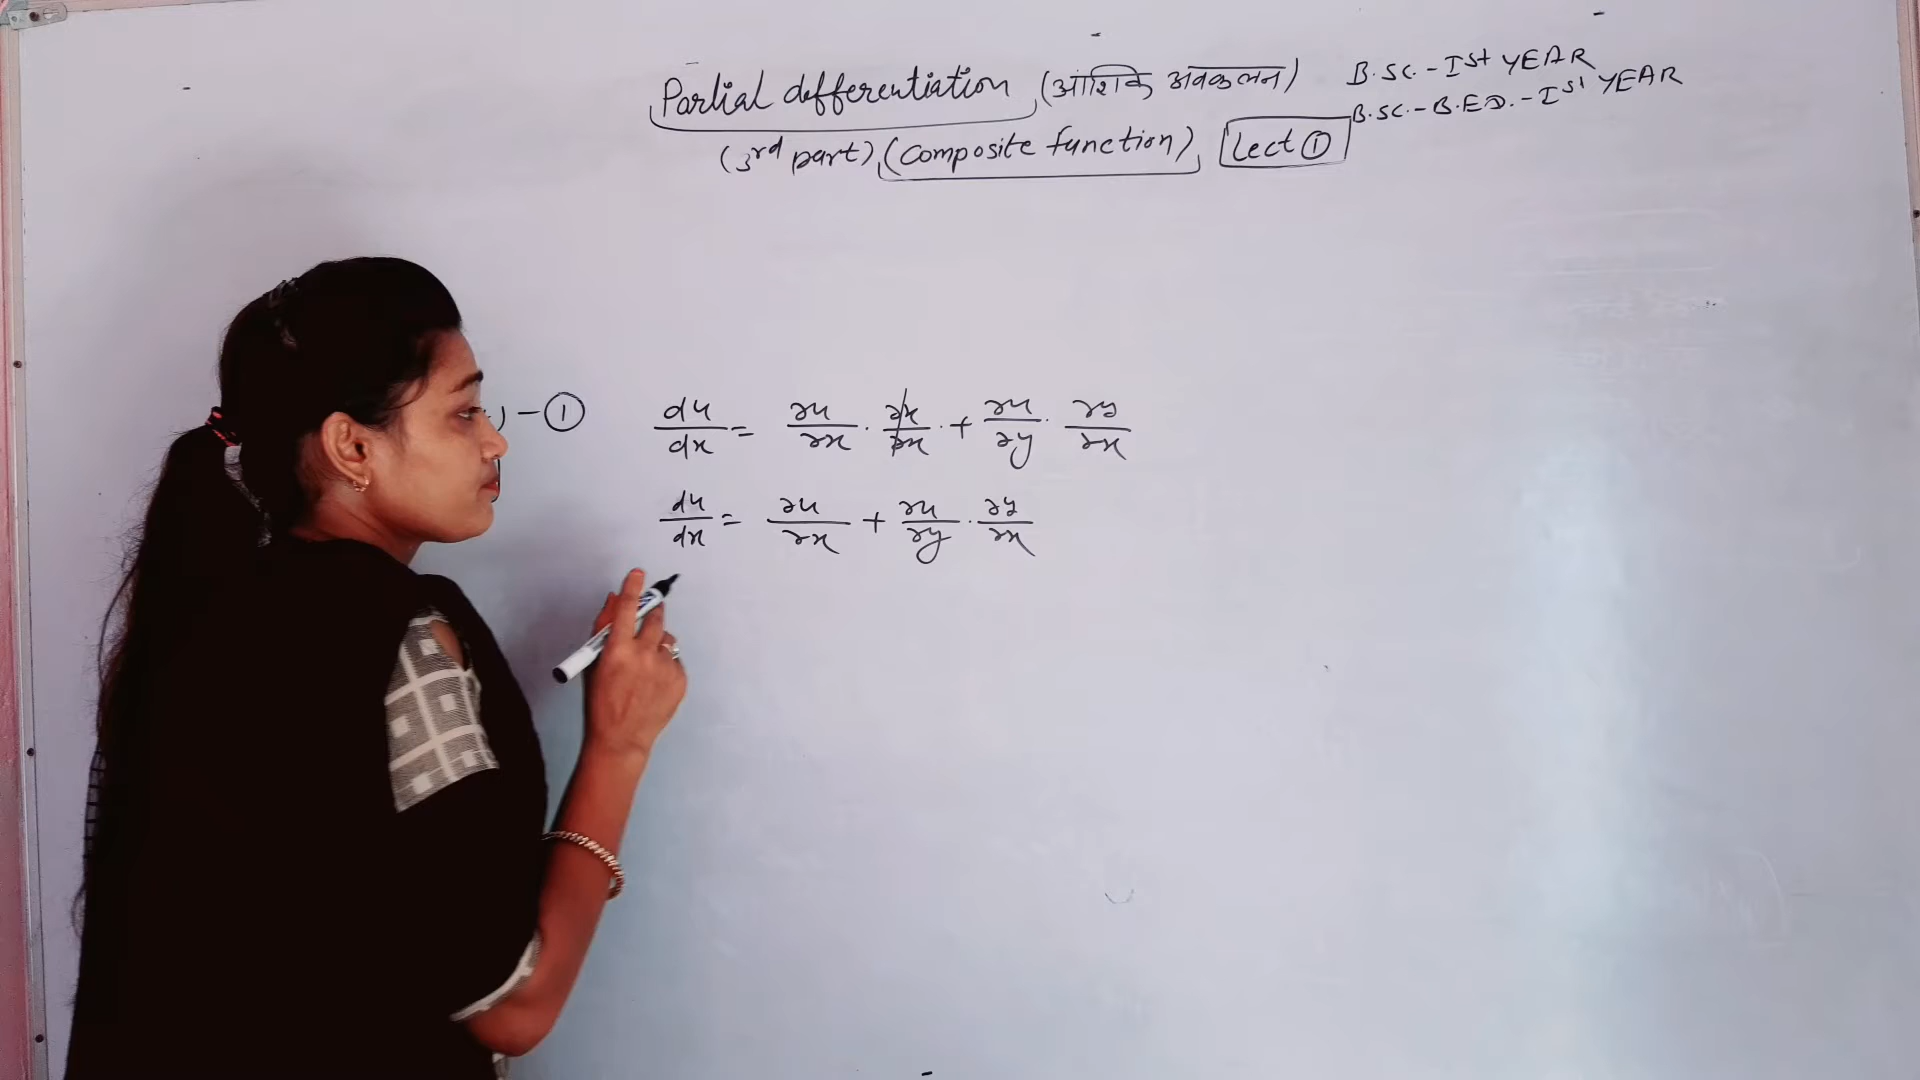 Partial differentiation (आंशिक अवकलन) B.SC.-Ist YEAR
B.SC.-B.ED.-Ist YEAR
(3rd part) (Composite function) Lect ①
) - ①
du/dx = ∂u/∂x . ∂x/∂x . + ∂u/∂y . ∂y/∂x
du/dx = ∂u/∂x + ∂u/∂y . ∂y/∂x